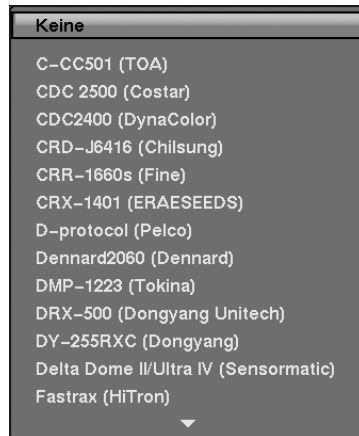 Keine
C-CC501 (TOA)
CDC 2500 (Costar)
CDC2400 (DynaColor)
CRD-J6416 (Chilsung)
CRR-1660s (Fine)
CRX-1401 (ERAESEEDS)
D-protocol (Pelco)
Dennard2060 (Dennard)
DMP-1223 (Tokina)
DRX-500 (Dongyang Unitech)
DY-255RXC (Dongyang)
Delta Dome II/Ultra IV (Sensormatic)
Fastrax (HiTron)